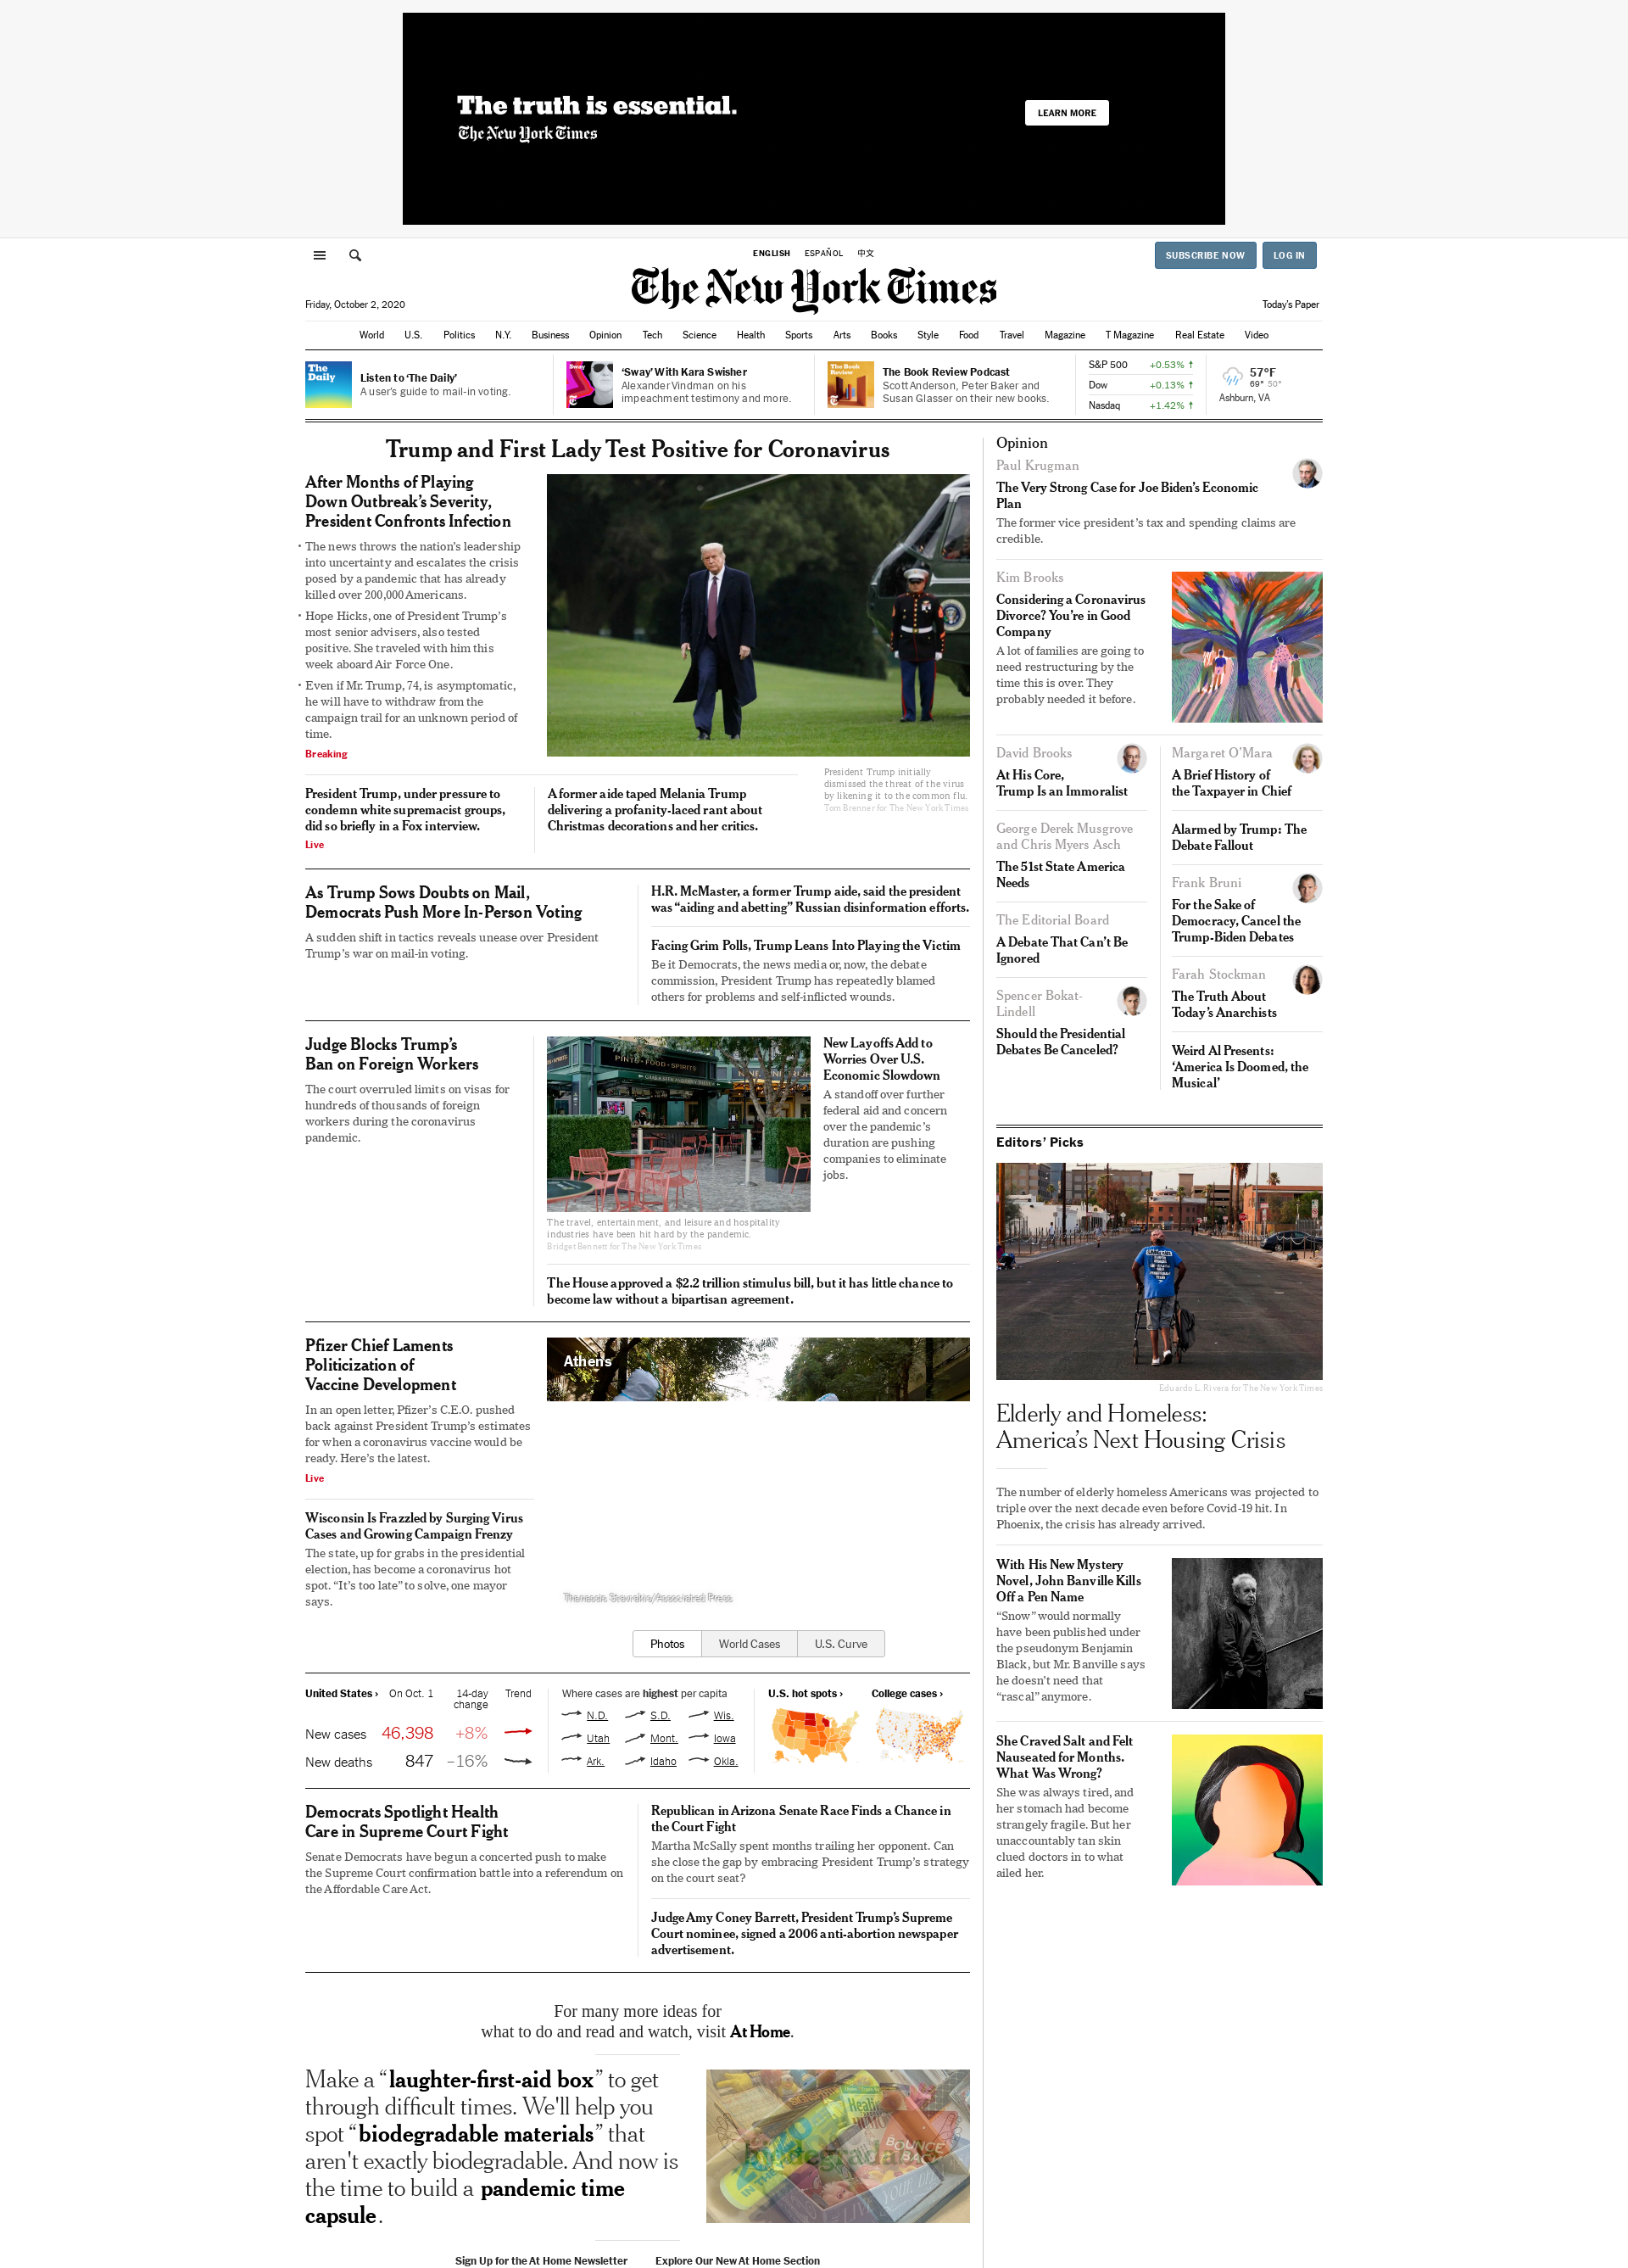 The truth is essential.
The New York Times
LEARN MORE
ENGLISH ESPAÑOL 中文
SUBSCRIBE NOW LOG IN
The New York Times
Friday, October 2, 2020
Today's Paper
World U.S. Politics N.Y. Business Opinion Tech Science Health Sports Arts Books Style Food Travel Magazine T Magazine Real Estate Video
The
Daily
Listen to ‘The Daily’
A user's guide to mail-in voting.
Sway
‘Sway’ With Kara Swisher
Alexander Vindman on his
impeachment testimony and more.
The Book
Review
The Book Review Podcast
Scott Anderson, Peter Baker and
Susan Glasser on their new books.
S&P 500 +0.53% ↑
Dow +0.13% ↑
Nasdaq +1.42% ↑
57°F
69° 50°
Ashburn, VA
Trump and First Lady Test Positive for Coronavirus
After Months of Playing
Down Outbreak’s Severity,
President Confronts Infection
• The news throws the nation’s leadership
into uncertainty and escalates the crisis
posed by a pandemic that has already
killed over 200,000 Americans.
• Hope Hicks, one of President Trump’s
most senior advisers, also tested
positive. She traveled with him this
week aboard Air Force One.
• Even if Mr. Trump, 74, is asymptomatic,
he will have to withdraw from the
campaign trail for an unknown period of
time.
Breaking
President Trump initially
dismissed the threat of the virus
by likening it to the common flu.
Tom Brenner for The New York Times
President Trump, under pressure to
condemn white supremacist groups,
did so briefly in a Fox interview.
Live
A former aide taped Melania Trump
delivering a profanity-laced rant about
Christmas decorations and her critics.
As Trump Sows Doubts on Mail,
Democrats Push More In-Person Voting
A sudden shift in tactics reveals unease over President
Trump’s war on mail-in voting.
H.R. McMaster, a former Trump aide, said the president
was “aiding and abetting” Russian disinformation efforts.
Facing Grim Polls, Trump Leans Into Playing the Victim
Be it Democrats, the news media or, now, the debate
commission, President Trump has repeatedly blamed
others for problems and self-inflicted wounds.
Judge Blocks Trump’s
Ban on Foreign Workers
The court overruled limits on visas for
hundreds of thousands of foreign
workers during the coronavirus
pandemic.
PINTS · FOOD · SPIRITS
The travel, entertainment, and leisure and hospitality
industries have been hit hard by the pandemic.
Bridget Bennett for The New York Times
New Layoffs Add to
Worries Over U.S.
Economic Slowdown
A standoff over further
federal aid and concern
over the pandemic’s
duration are pushing
companies to eliminate
jobs.
The House approved a $2.2 trillion stimulus bill, but it has little chance to
become law without a bipartisan agreement.
Pfizer Chief Laments
Politicization of
Vaccine Development
In an open letter, Pfizer’s C.E.O. pushed
back against President Trump’s estimates
for when a coronavirus vaccine would be
ready. Here’s the latest.
Live
Wisconsin Is Frazzled by Surging Virus
Cases and Growing Campaign Frenzy
The state, up for grabs in the presidential
election, has become a coronavirus hot
spot. “It’s too late” to solve, one mayor
says.
Athens
Thanassis Stavrakis/Associated Press
Photos World Cases U.S. Curve
United States › On Oct. 1 14-day
change Trend
New cases 46,398 +8%
New deaths 847 –16%
Where cases are highest per capita
N.D. S.D. Wis.
Utah Mont. Iowa
Ark. Idaho Okla.
U.S. hot spots › College cases ›
Democrats Spotlight Health
Care in Supreme Court Fight
Senate Democrats have begun a concerted push to make
the Supreme Court confirmation battle into a referendum on
the Affordable Care Act.
Republican in Arizona Senate Race Finds a Chance in
the Court Fight
Martha McSally spent months trailing her opponent. Can
she close the gap by embracing President Trump’s strategy
on the court seat?
Judge Amy Coney Barrett, President Trump’s Supreme
Court nominee, signed a 2006 anti-abortion newspaper
advertisement.
For many more ideas for
what to do and read and watch, visit At Home.
Make a “laughter-first-aid box” to get
through difficult times. We'll help you
spot “biodegradable materials” that
aren't exactly biodegradable. And now is
the time to build a pandemic time
capsule.
BOUNCE
BACK
Sign Up for the At Home Newsletter Explore Our New At Home Section
Opinion
Paul Krugman
The Very Strong Case for Joe Biden’s Economic
Plan
The former vice president’s tax and spending claims are
credible.
Kim Brooks
Considering a Coronavirus
Divorce? You’re in Good
Company
A lot of families are going to
need restructuring by the
time this is over. They
probably needed it before.
David Brooks
At His Core,
Trump Is an Immoralist
George Derek Musgrove
and Chris Myers Asch
The 51st State America
Needs
The Editorial Board
A Debate That Can’t Be
Ignored
Spencer Bokat-
Lindell
Should the Presidential
Debates Be Canceled?
Margaret O’Mara
A Brief History of
the Taxpayer in Chief
Alarmed by Trump: The
Debate Fallout
Frank Bruni
For the Sake of
Democracy, Cancel the
Trump-Biden Debates
Farah Stockman
The Truth About
Today’s Anarchists
Weird Al Presents:
‘America Is Doomed, the
Musical’
Editors’ Picks
Eduardo L. Rivera for The New York Times
Elderly and Homeless:
America’s Next Housing Crisis
The number of elderly homeless Americans was projected to
triple over the next decade even before Covid-19 hit. In
Phoenix, the crisis has already arrived.
With His New Mystery
Novel, John Banville Kills
Off a Pen Name
“Snow” would normally
have been published under
the pseudonym Benjamin
Black, but Mr. Banville says
he doesn’t need that
“rascal” anymore.
She Craved Salt and Felt
Nauseated for Months.
What Was Wrong?
She was always tired, and
her stomach had become
strangely fragile. But her
unaccountably tan skin
clued doctors in to what
ailed her.